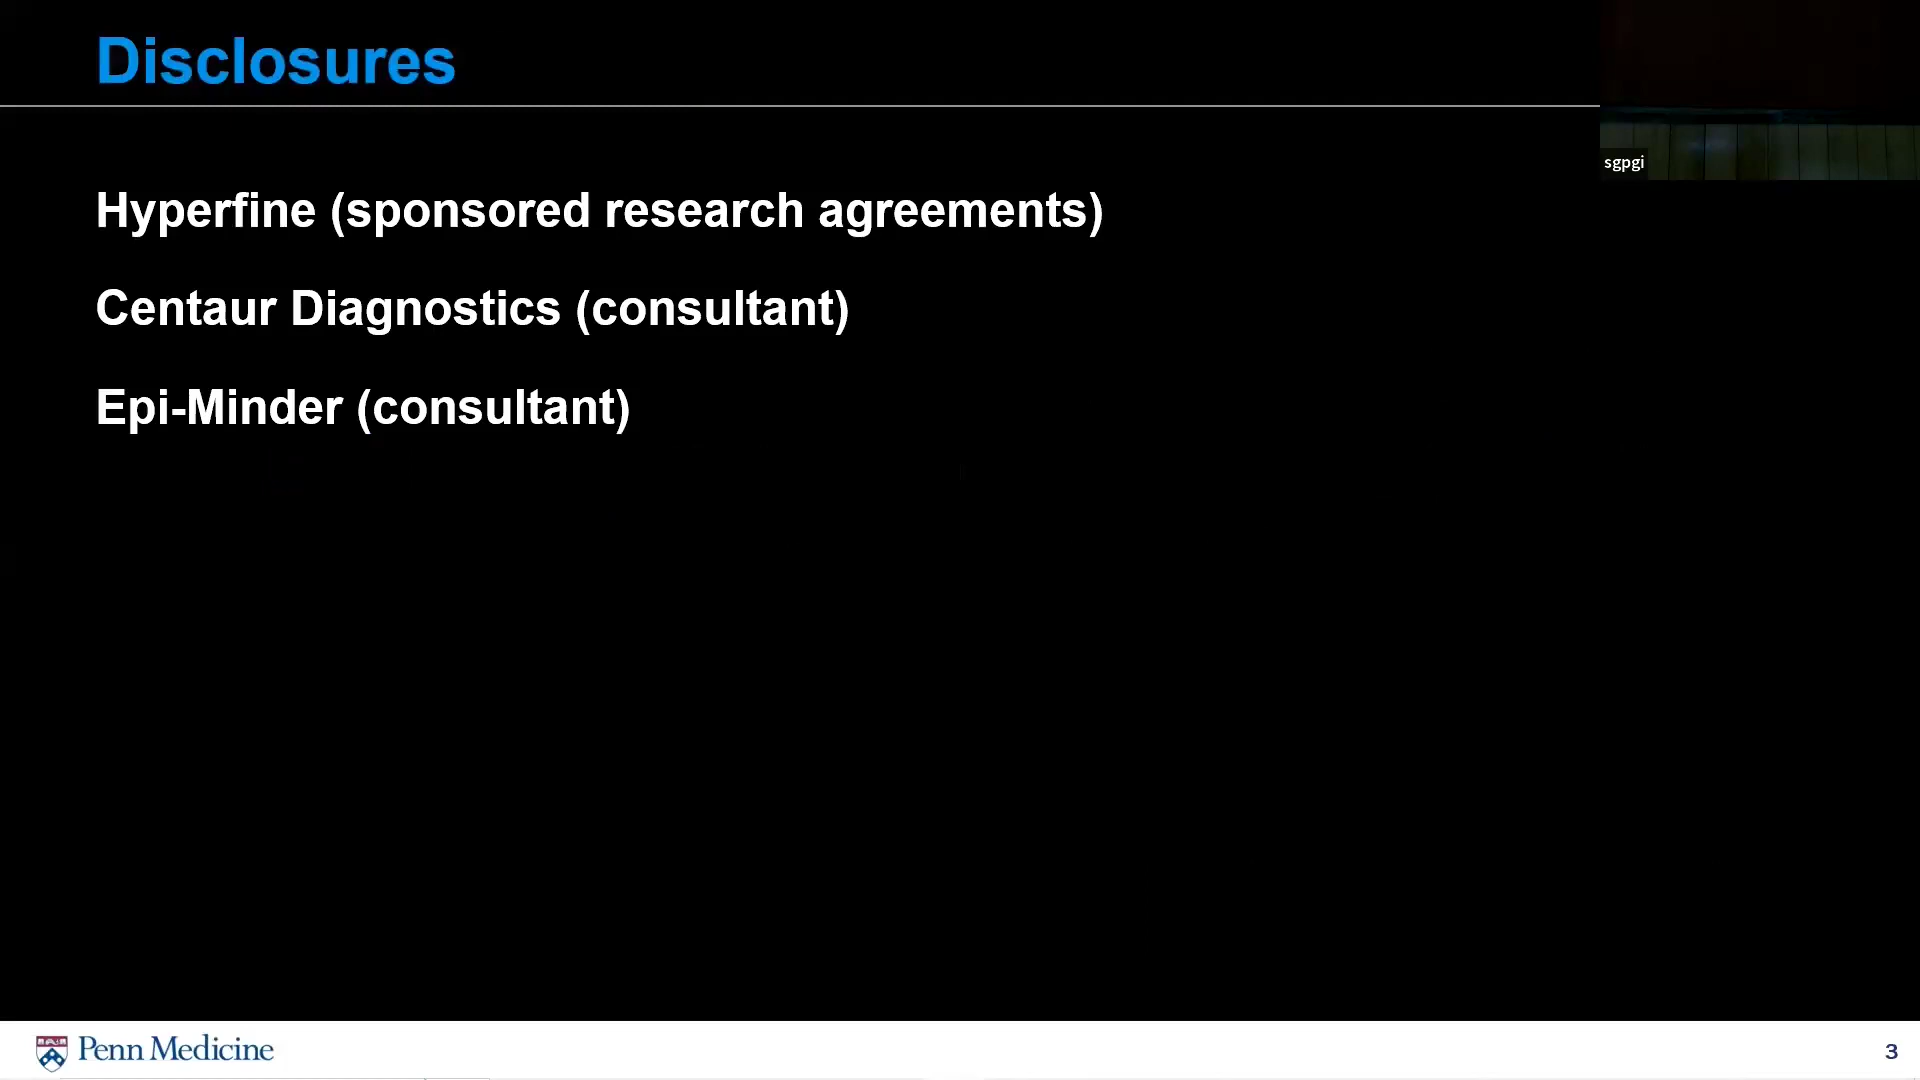 Disclosures
sgpgi
Hyperfine (sponsored research agreements)
Centaur Diagnostics (consultant)
Epi-Minder (consultant)
Penn Medicine
3